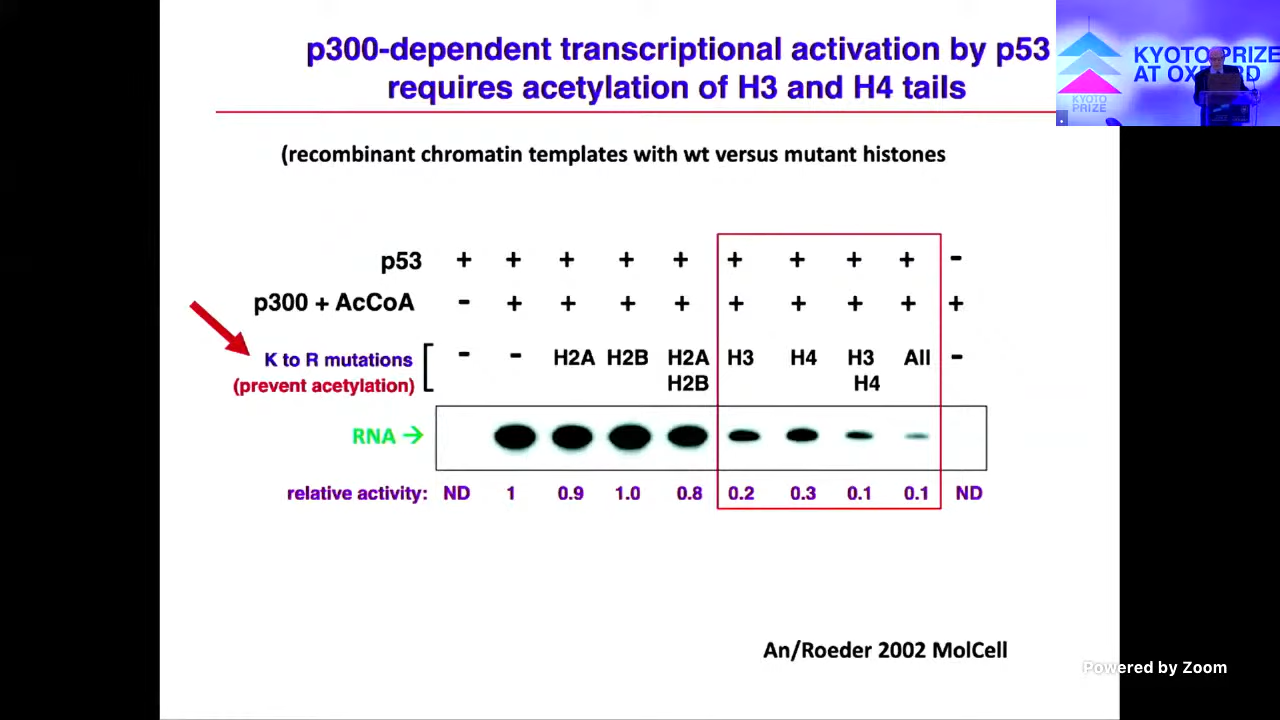 p300-dependent transcriptional activation by p53
requires acetylation of H3 and H4 tails
KYOTO PRIZE
AT OXFORD
KYOTO
PRIZE
(recombinant chromatin templates with wt versus mutant histones
p53 + + + + + + + + + -
p300 + AcCoA - + + + + + + + + +
K to R mutations - - H2A H2B H2A H3 H4 H3 All -
(prevent acetylation) H2B H4
RNA →
relative activity: ND 1 0.9 1.0 0.8 0.2 0.3 0.1 0.1 ND
An/Roeder 2002 MolCell
Powered by Zoom